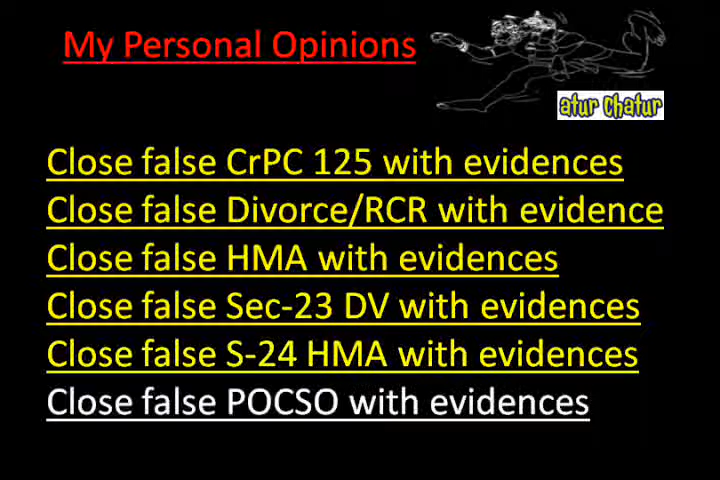 My Personal Opinions
atur Chatur
Close false CrPC 125 with evidences
Close false Divorce/RCR with evidence
Close false HMA with evidences
Close false Sec-23 DV with evidences
Close false S-24 HMA with evidences
Close false POCSO with evidences